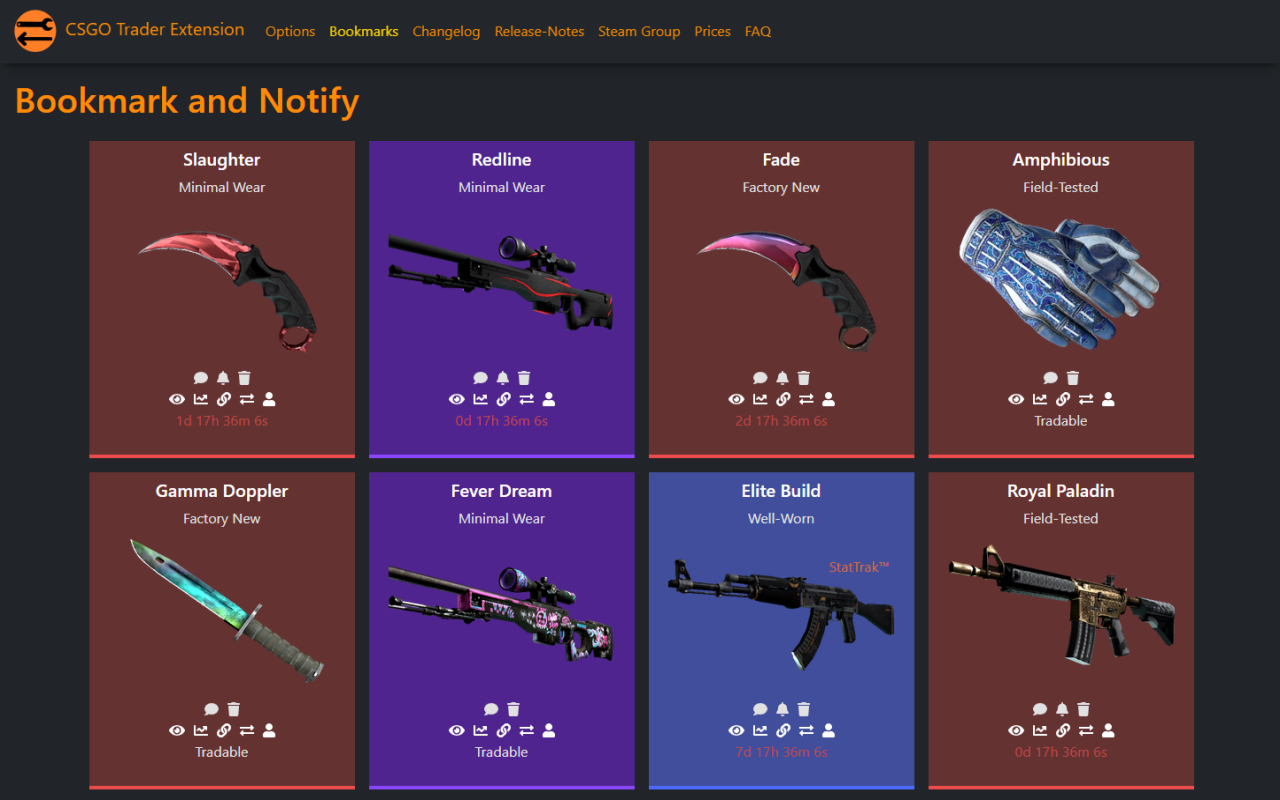 CSGO Trader Extension Options Bookmarks Changelog Release-Notes Steam Group Prices FAQ
Bookmark and Notify
Slaughter
Minimal Wear
1d 17h 36m 6s
Redline
Minimal Wear
0d 17h 36m 6s
Fade
Factory New
2d 17h 36m 6s
Amphibious
Field-Tested
Tradable
Gamma Doppler
Factory New
Tradable
Fever Dream
Minimal Wear
Tradable
Elite Build
Well-Worn
StatTrak™
7d 17h 36m 6s
Royal Paladin
Field-Tested
0d 17h 36m 6s